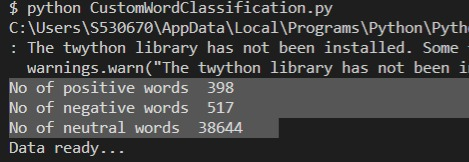 $ python CustomWordClassification.py
C:\Users\S530670\AppData\Local\Programs\Python\Pyth
: The twython library has not been installed. Some
warnings.warn("The twython library has not been i
No of positive words  398
No of negative words  517
No of neutral words  38644
Data ready...